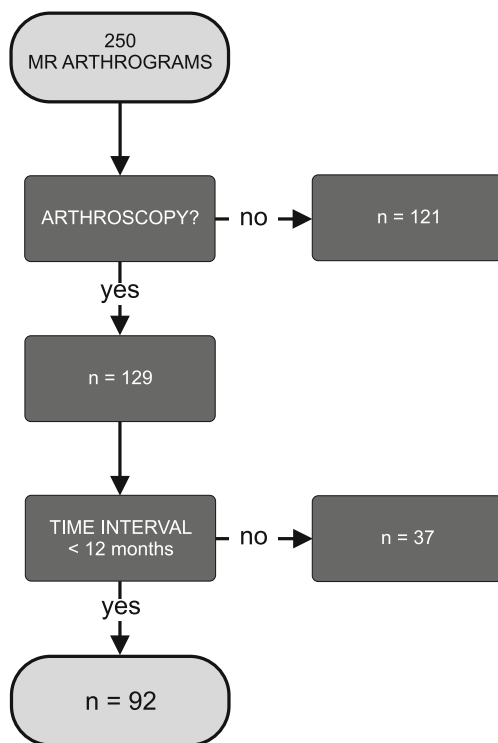 250
MR ARTHROGRAMS
ARTHROSCOPY?
no
n = 121
yes
n = 129
TIME INTERVAL
< 12 months
no
n = 37
yes
n = 92